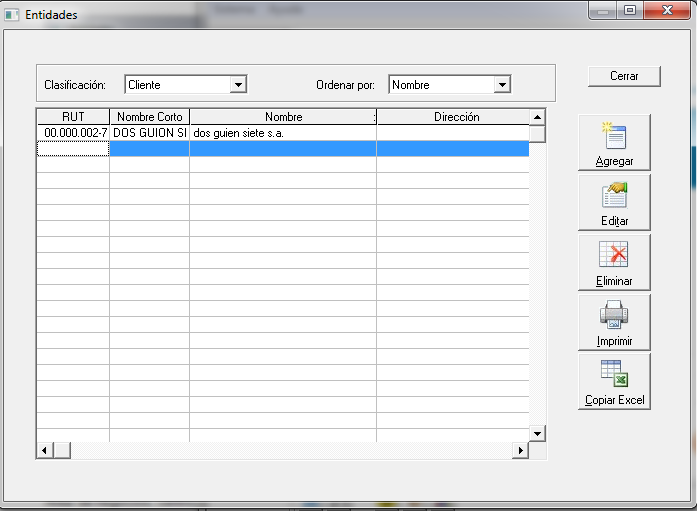 Entidades
Clasificación: Cliente Ordenar por: Nombre
Cerrar
RUT Nombre Corto Nombre : Dirección
00.000.002-7 DOS GUION SI dos guien siete s.a.
Agregar
Editar
Eliminar
Imprimir
Copiar Excel